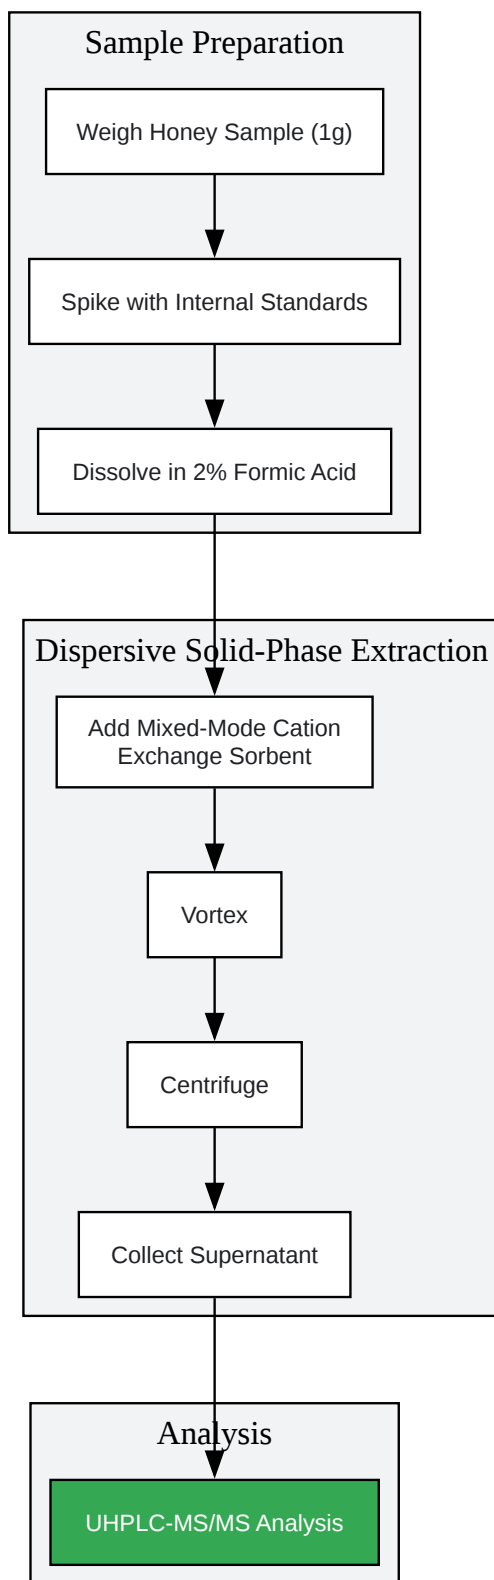 Sample Preparation
Weigh Honey Sample (1g)
Spike with Internal Standards
Dissolve in 2% Formic Acid
Dispersive Solid-Phase Extraction
Add Mixed-Mode Cation
Exchange Sorbent
Vortex
Centrifuge
Collect Supernatant
Analysis
UHPLC-MS/MS Analysis